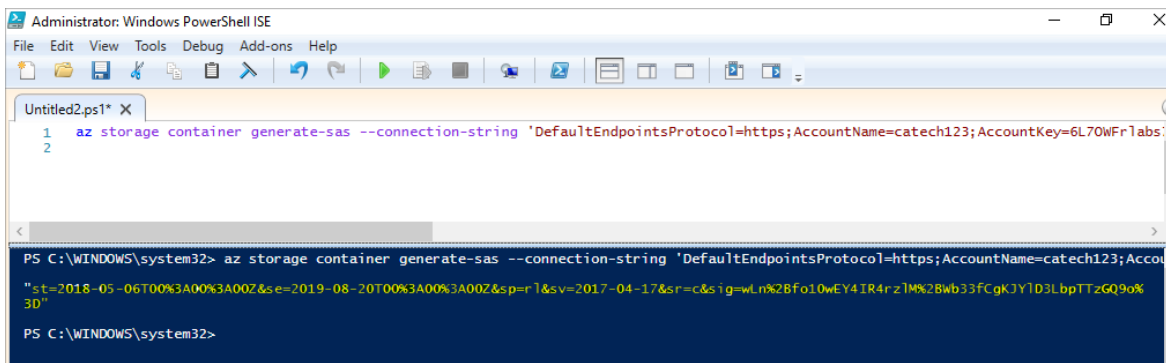 Administrator: Windows PowerShell ISE
File Edit View Tools Debug Add-ons Help
Untitled2.ps1* X
1 az storage container generate-sas --connection-string 'DefaultEndpointsProtocol=https;AccountName=catech123;AccountKey=6L7OWFrlabs
2
PS C:\WINDOWS\system32> az storage container generate-sas --connection-string 'DefaultEndpointsProtocol=https;AccountName=catech123;Accou
"st=2018-05-06T00%3A00%3A00Z&se=2019-08-20T00%3A00%3A00Z&sp=rl&sv=2017-04-17&sr=c&sig=wLn%2Bfo10wEY4IR4rzlM%2BWb33fCgKJYlD3LbpTTzGQ9o%
3D"
PS C:\WINDOWS\system32>